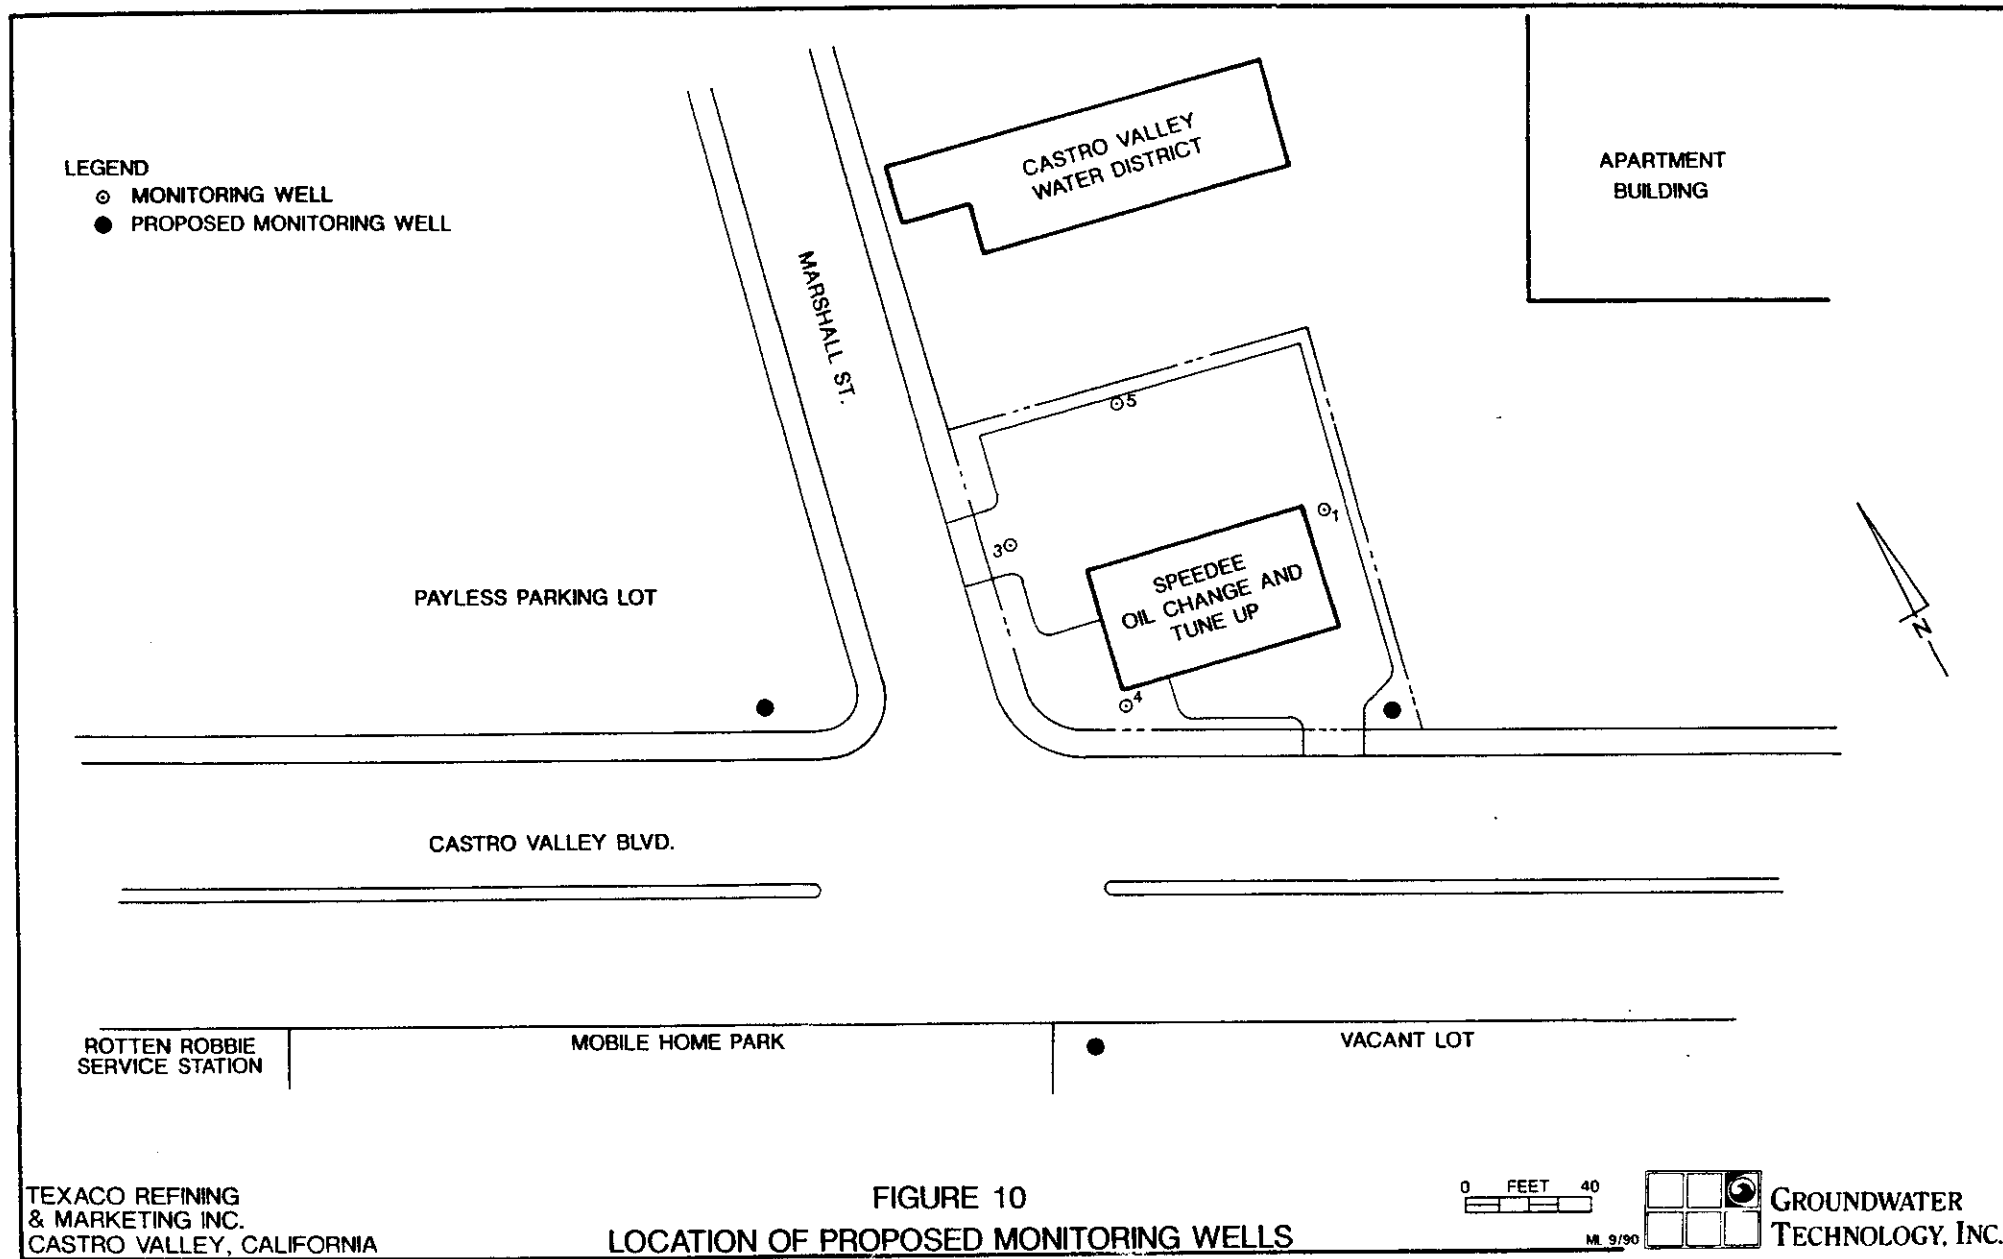 LEGEND
MONITORING WELL
PROPOSED MONITORING WELL
CASTRO VALLEY
WATER DISTRICT
APARTMENT
BUILDING
MARSHALL ST.
5
1
3
SPEEDEE
OIL CHANGE AND
TUNE UP
4
PAYLESS PARKING LOT
N
CASTRO VALLEY BLVD.
ROTTEN ROBBIE
SERVICE STATION
MOBILE HOME PARK
VACANT LOT
TEXACO REFINING
& MARKETING INC.
CASTRO VALLEY, CALIFORNIA
FIGURE 10
LOCATION OF PROPOSED MONITORING WELLS
0 FEET 40
ML 9/90
GROUNDWATER
TECHNOLOGY, INC.